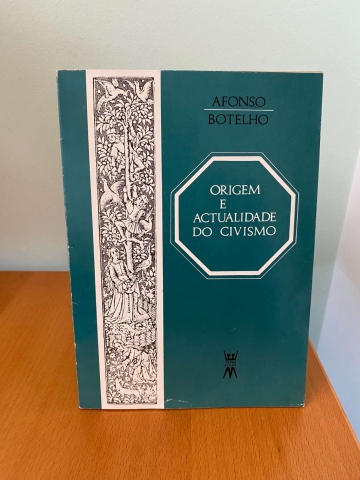 AFONSO
BOTELHO
ORIGEM
E
ACTUALIDADE
DO CIVISMO